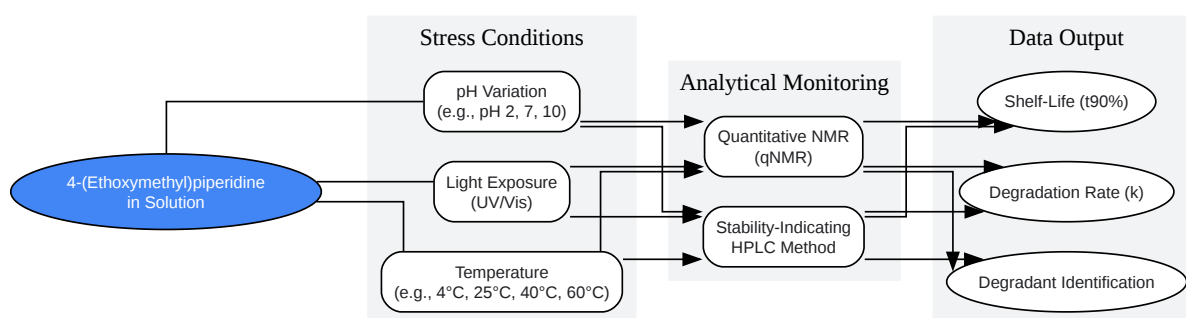 Stress Conditions
Data Output
Analytical Monitoring
pH Variation
(e.g., pH 2, 7, 10)
Shelf-Life (t90%)
Quantitative NMR
(qNMR)
4-(Ethoxymethyl)piperidine
in Solution
Light Exposure
(UV/Vis)
Degradation Rate (k)
Stability-Indicating
HPLC Method
Temperature
(e.g., 4°C, 25°C, 40°C, 60°C)
Degradant Identification